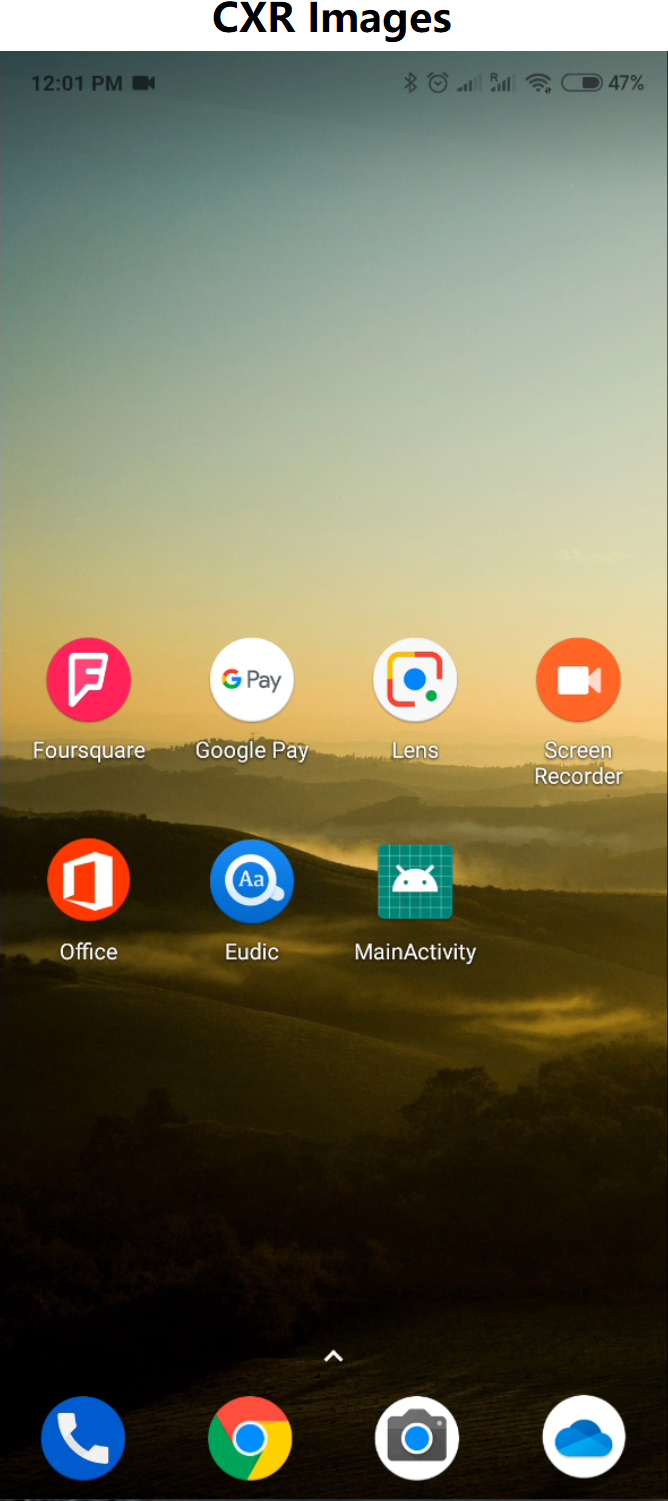 CXR Images
12:01 PM
R
47%
G Pay
Foursquare
Google Pay
Lens
Screen
Recorder
Aa
Office
Eudic
MainActivity